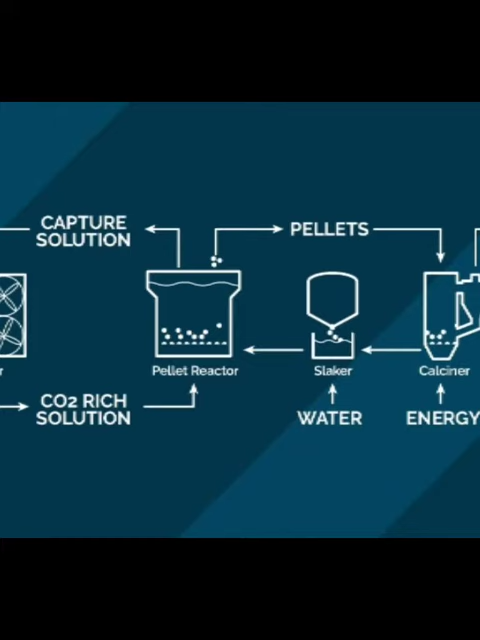 CAPTURE
SOLUTION
PELLETS
r
Pellet Reactor
Slaker
Calciner
CO2 RICH
SOLUTION
WATER
ENERGY